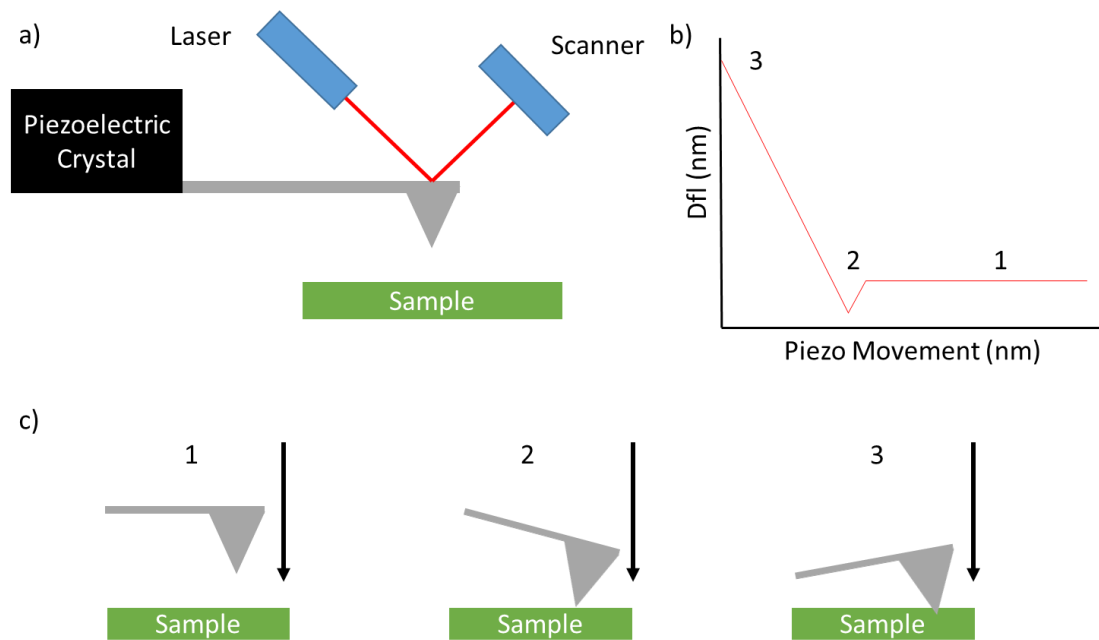 a)
Laser
Scanner
Piezoelectric
Crystal
Sample
b)
3
2
1
Dfl (nm)
Piezo Movement (nm)
c)
1
2
3
Sample
Sample
Sample